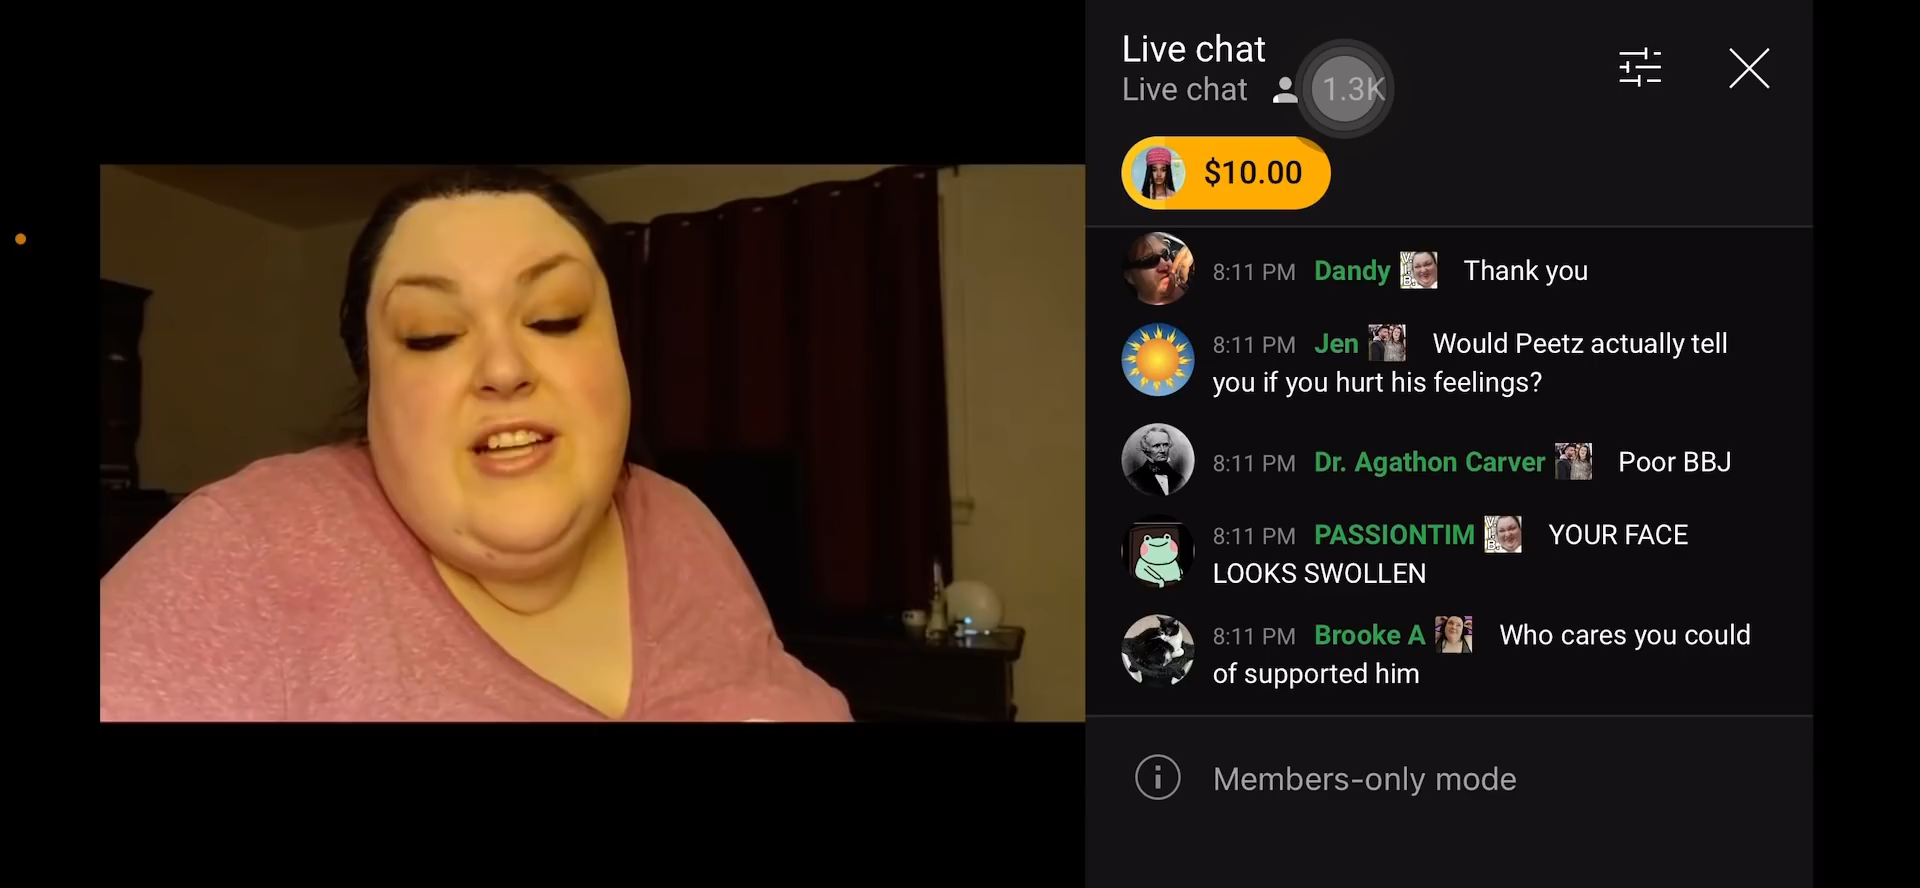 Live chat
Live chat 1.3K
$10.00
8:11 PM Dandy Thank you
8:11 PM Jen Would Peetz actually tell
you if you hurt his feelings?
8:11 PM Dr. Agathon Carver Poor BBJ
8:11 PM PASSIONTIM YOUR FACE
LOOKS SWOLLEN
8:11 PM Brooke A Who cares you could
of supported him
Members-only mode